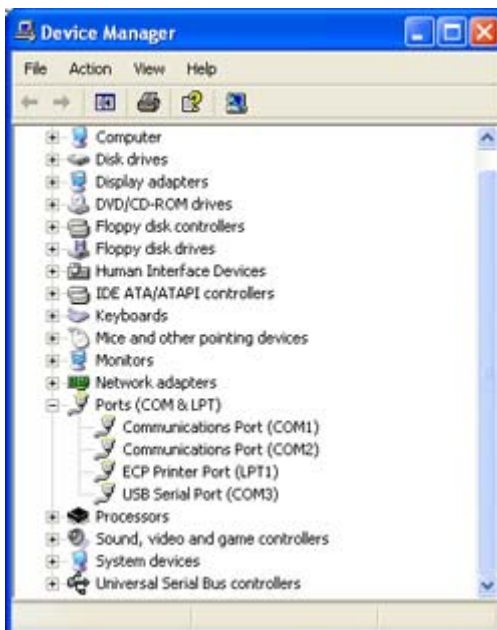 Device Manager
File Action View Help
Computer
Disk drives
Display adapters
DVD/CD-ROM drives
Floppy disk controllers
Floppy disk drives
Human Interface Devices
IDE ATA/ATAPI controllers
Keyboards
Mice and other pointing devices
Monitors
Network adapters
Ports (COM & LPT)
Communications Port (COM1)
Communications Port (COM2)
ECP Printer Port (LPT1)
USB Serial Port (COM3)
Processors
Sound, video and game controllers
System devices
Universal Serial Bus controllers